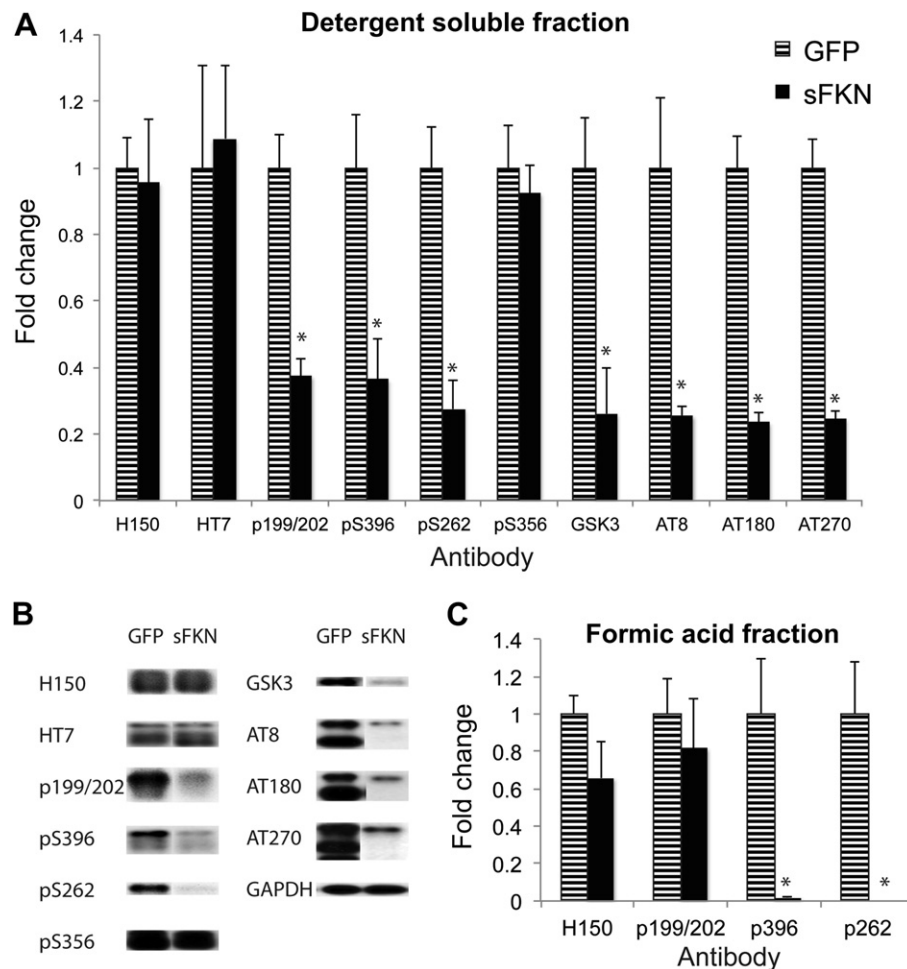 A
Detergent soluble fraction
GFP
sFKN
Fold change
1.4
1.2
1
0.8
0.6
0.4
0.2
0
* * * * * * *
H150 HT7 p199/202 pS396 pS262 pS356 GSK3 AT8 AT180 AT270
Antibody
B
GFP sFKN
H150
HT7
p199/202
pS396
pS262
pS356
GFP sFKN
GSK3
AT8
AT180
AT270
GAPDH
C
Formic acid fraction
Fold change
1.4
1.2
1
0.8
0.6
0.4
0.2
0
* *
H150 p199/202 p396 p262
Antibody